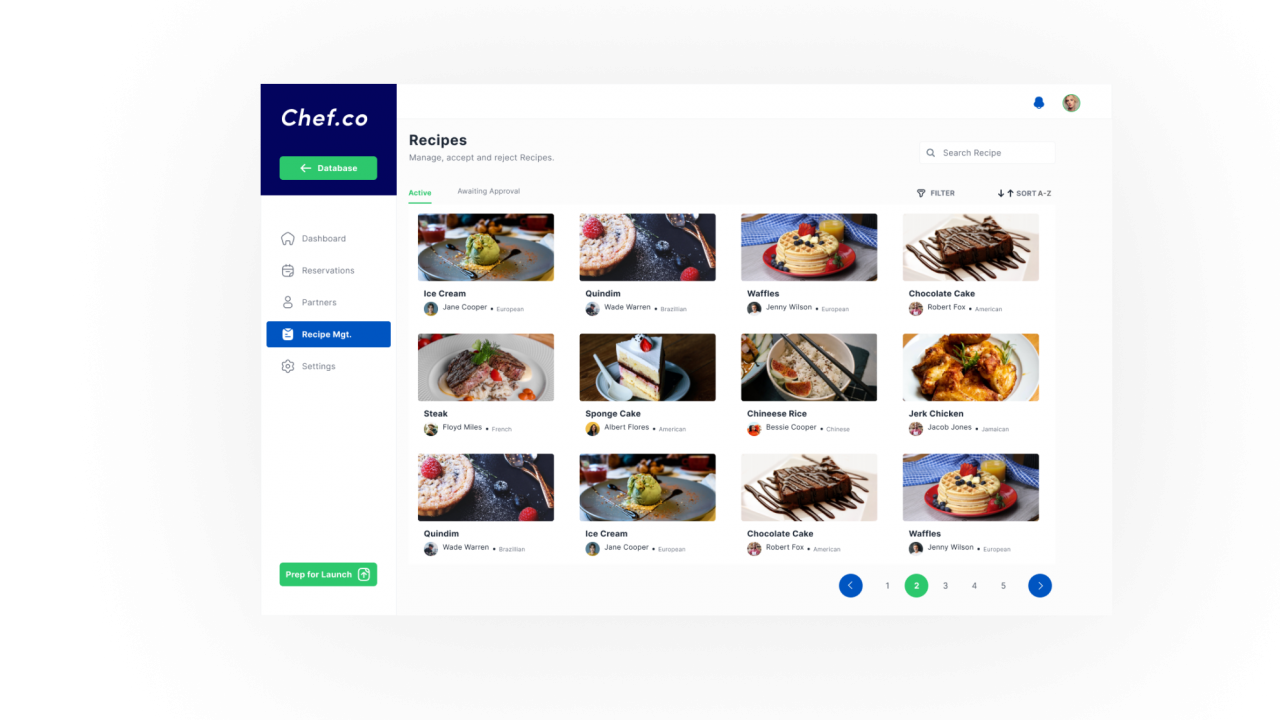 Chef.co
Database
Dashboard
Reservations
Partners
Recipe Mgt.
Settings
Prep for Launch
Recipes
Manage, accept and reject Recipes.
Search Recipe
Active
Awaiting Approval
FILTER
SORT A-Z
Ice Cream
Jane Cooper • European
Quindim
Wade Warren • Brazillian
Waffles
Jenny Wilson • European
Chocolate Cake
Robert Fox • American
Steak
Floyd Miles • French
Sponge Cake
Albert Flores • American
Chineese Rice
Bessie Cooper • Chinese
Jerk Chicken
Jacob Jones • Jamaican
Quindim
Wade Warren • Brazillian
Ice Cream
Jane Cooper • European
Chocolate Cake
Robert Fox • American
Waffles
Jenny Wilson • European
1 2 3 4 5